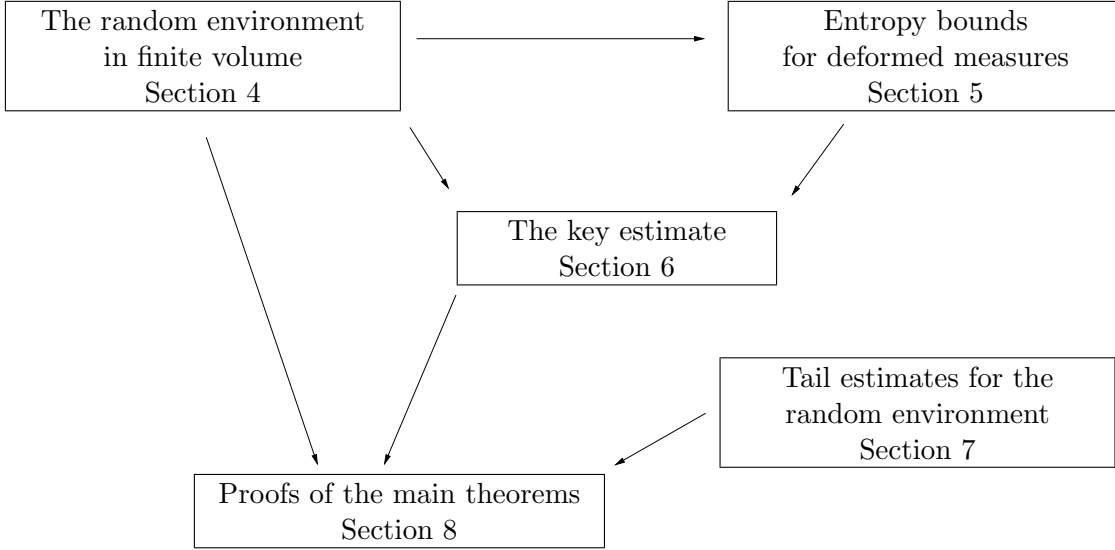 The random environment
in finite volume
Section 4
Entropy bounds
for deformed measures
Section 5
The key estimate
Section 6
Tail estimates for the
random environment
Section 7
Proofs of the main theorems
Section 8